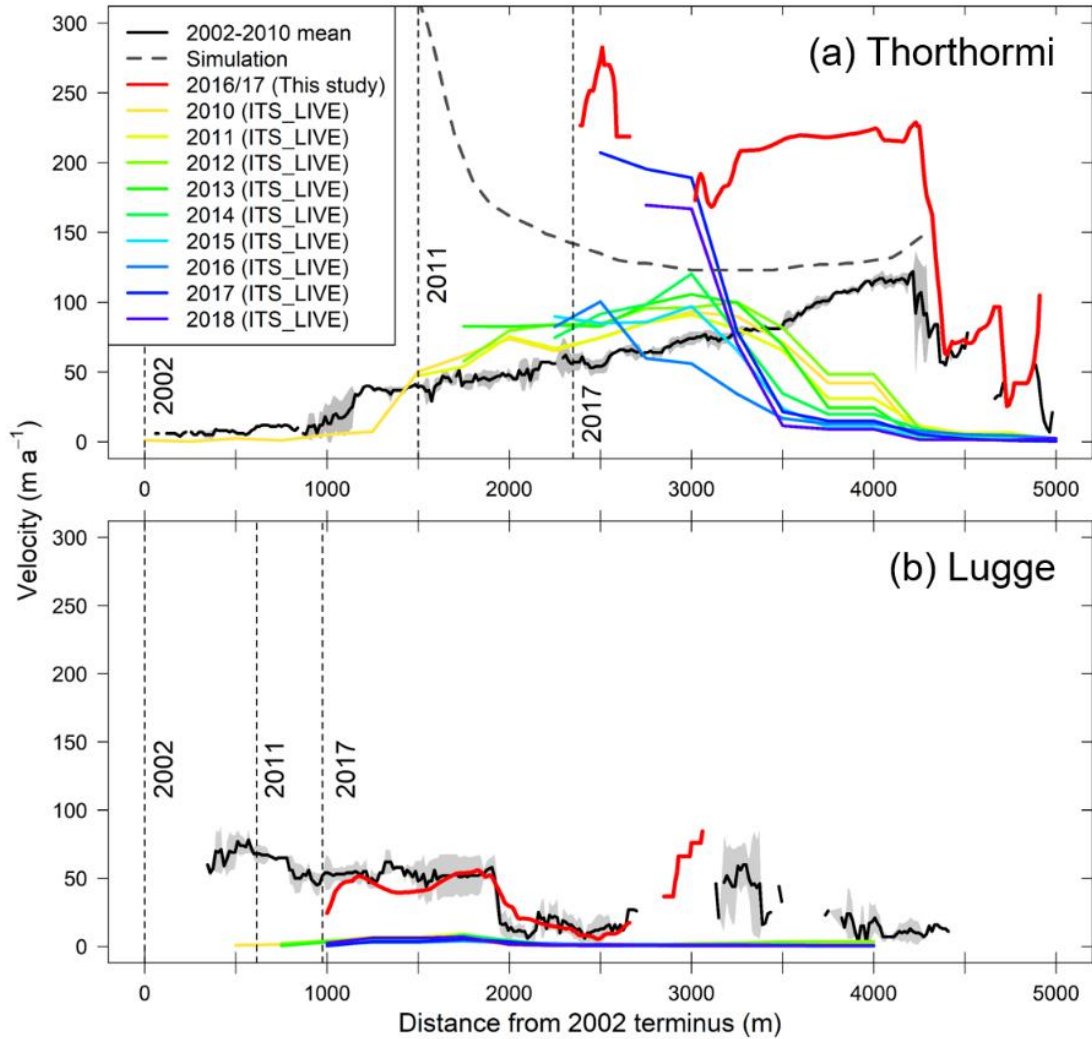 300
250
200
150
100
50
0
2002-2010 mean
Simulation
2016/17 (This study)
2010 (ITS_LIVE)
2011 (ITS_LIVE)
2012 (ITS_LIVE)
2013 (ITS_LIVE)
2014 (ITS_LIVE)
2015 (ITS_LIVE)
2016 (ITS_LIVE)
2017 (ITS_LIVE)
2018 (ITS_LIVE)
(a) Thorthormi
2002
2011
2017
0 1000 2000 3000 4000 5000
Velocity (m a⁻¹)
300
250
200
150
100
50
0
(b) Lugge
2002
2011
2017
0 1000 2000 3000 4000 5000
Distance from 2002 terminus (m)